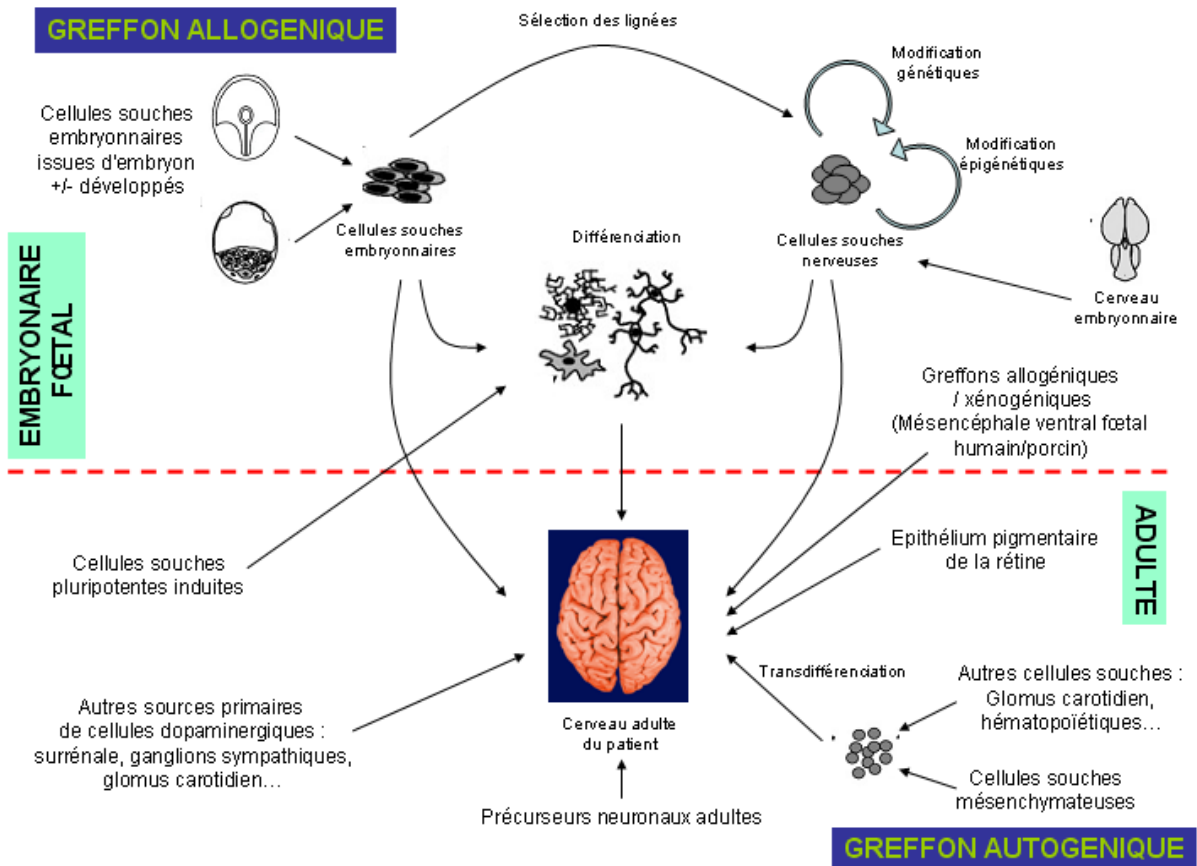 GREFFON ALLOGENIQUE
Sélection des lignées
Modification
génétiques
Cellules souches
embryonnaires
issues d'embryon
+/- développés
Modification
épigénétiques
Cellules souches
embryonnaires
Différenciation
Cellules souches
nerveuses
Cerveau
embryonnaire
EMBRYONAIRE
FŒTAL
Greffons allogéniques
/ xénogéniques
(Mésencéphale ventral fœtal
humain/porcin)
ADULTE
Cellules souches
pluripotentes induites
Epithélium pigmentaire
de la rétine
Autres sources primaires
de cellules dopaminergiques :
surrénale, ganglions sympathiques,
glomus carotidien…
Cerveau adulte
du patient
Transdifférenciation
Autres cellules souches :
Glomus carotidien,
hématopoïétiques…
Cellules souches
mésenchymateuses
Précurseurs neuronaux adultes
GREFFON AUTOGENIQUE